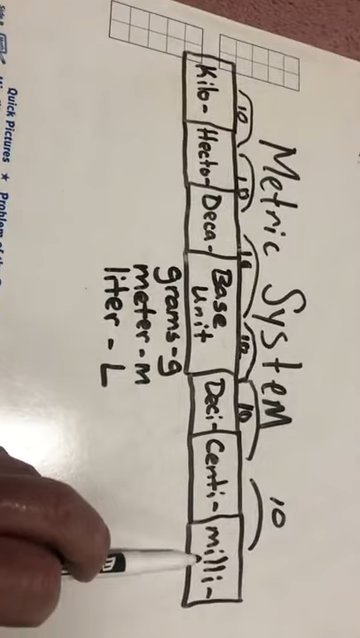 Metric System
10 10 10 10 10 10
Kilo- Hecto- Deca- Base Unit Deci- Centi- milli-
grams-g
meter-m
liter-L
Quick Pictures ★